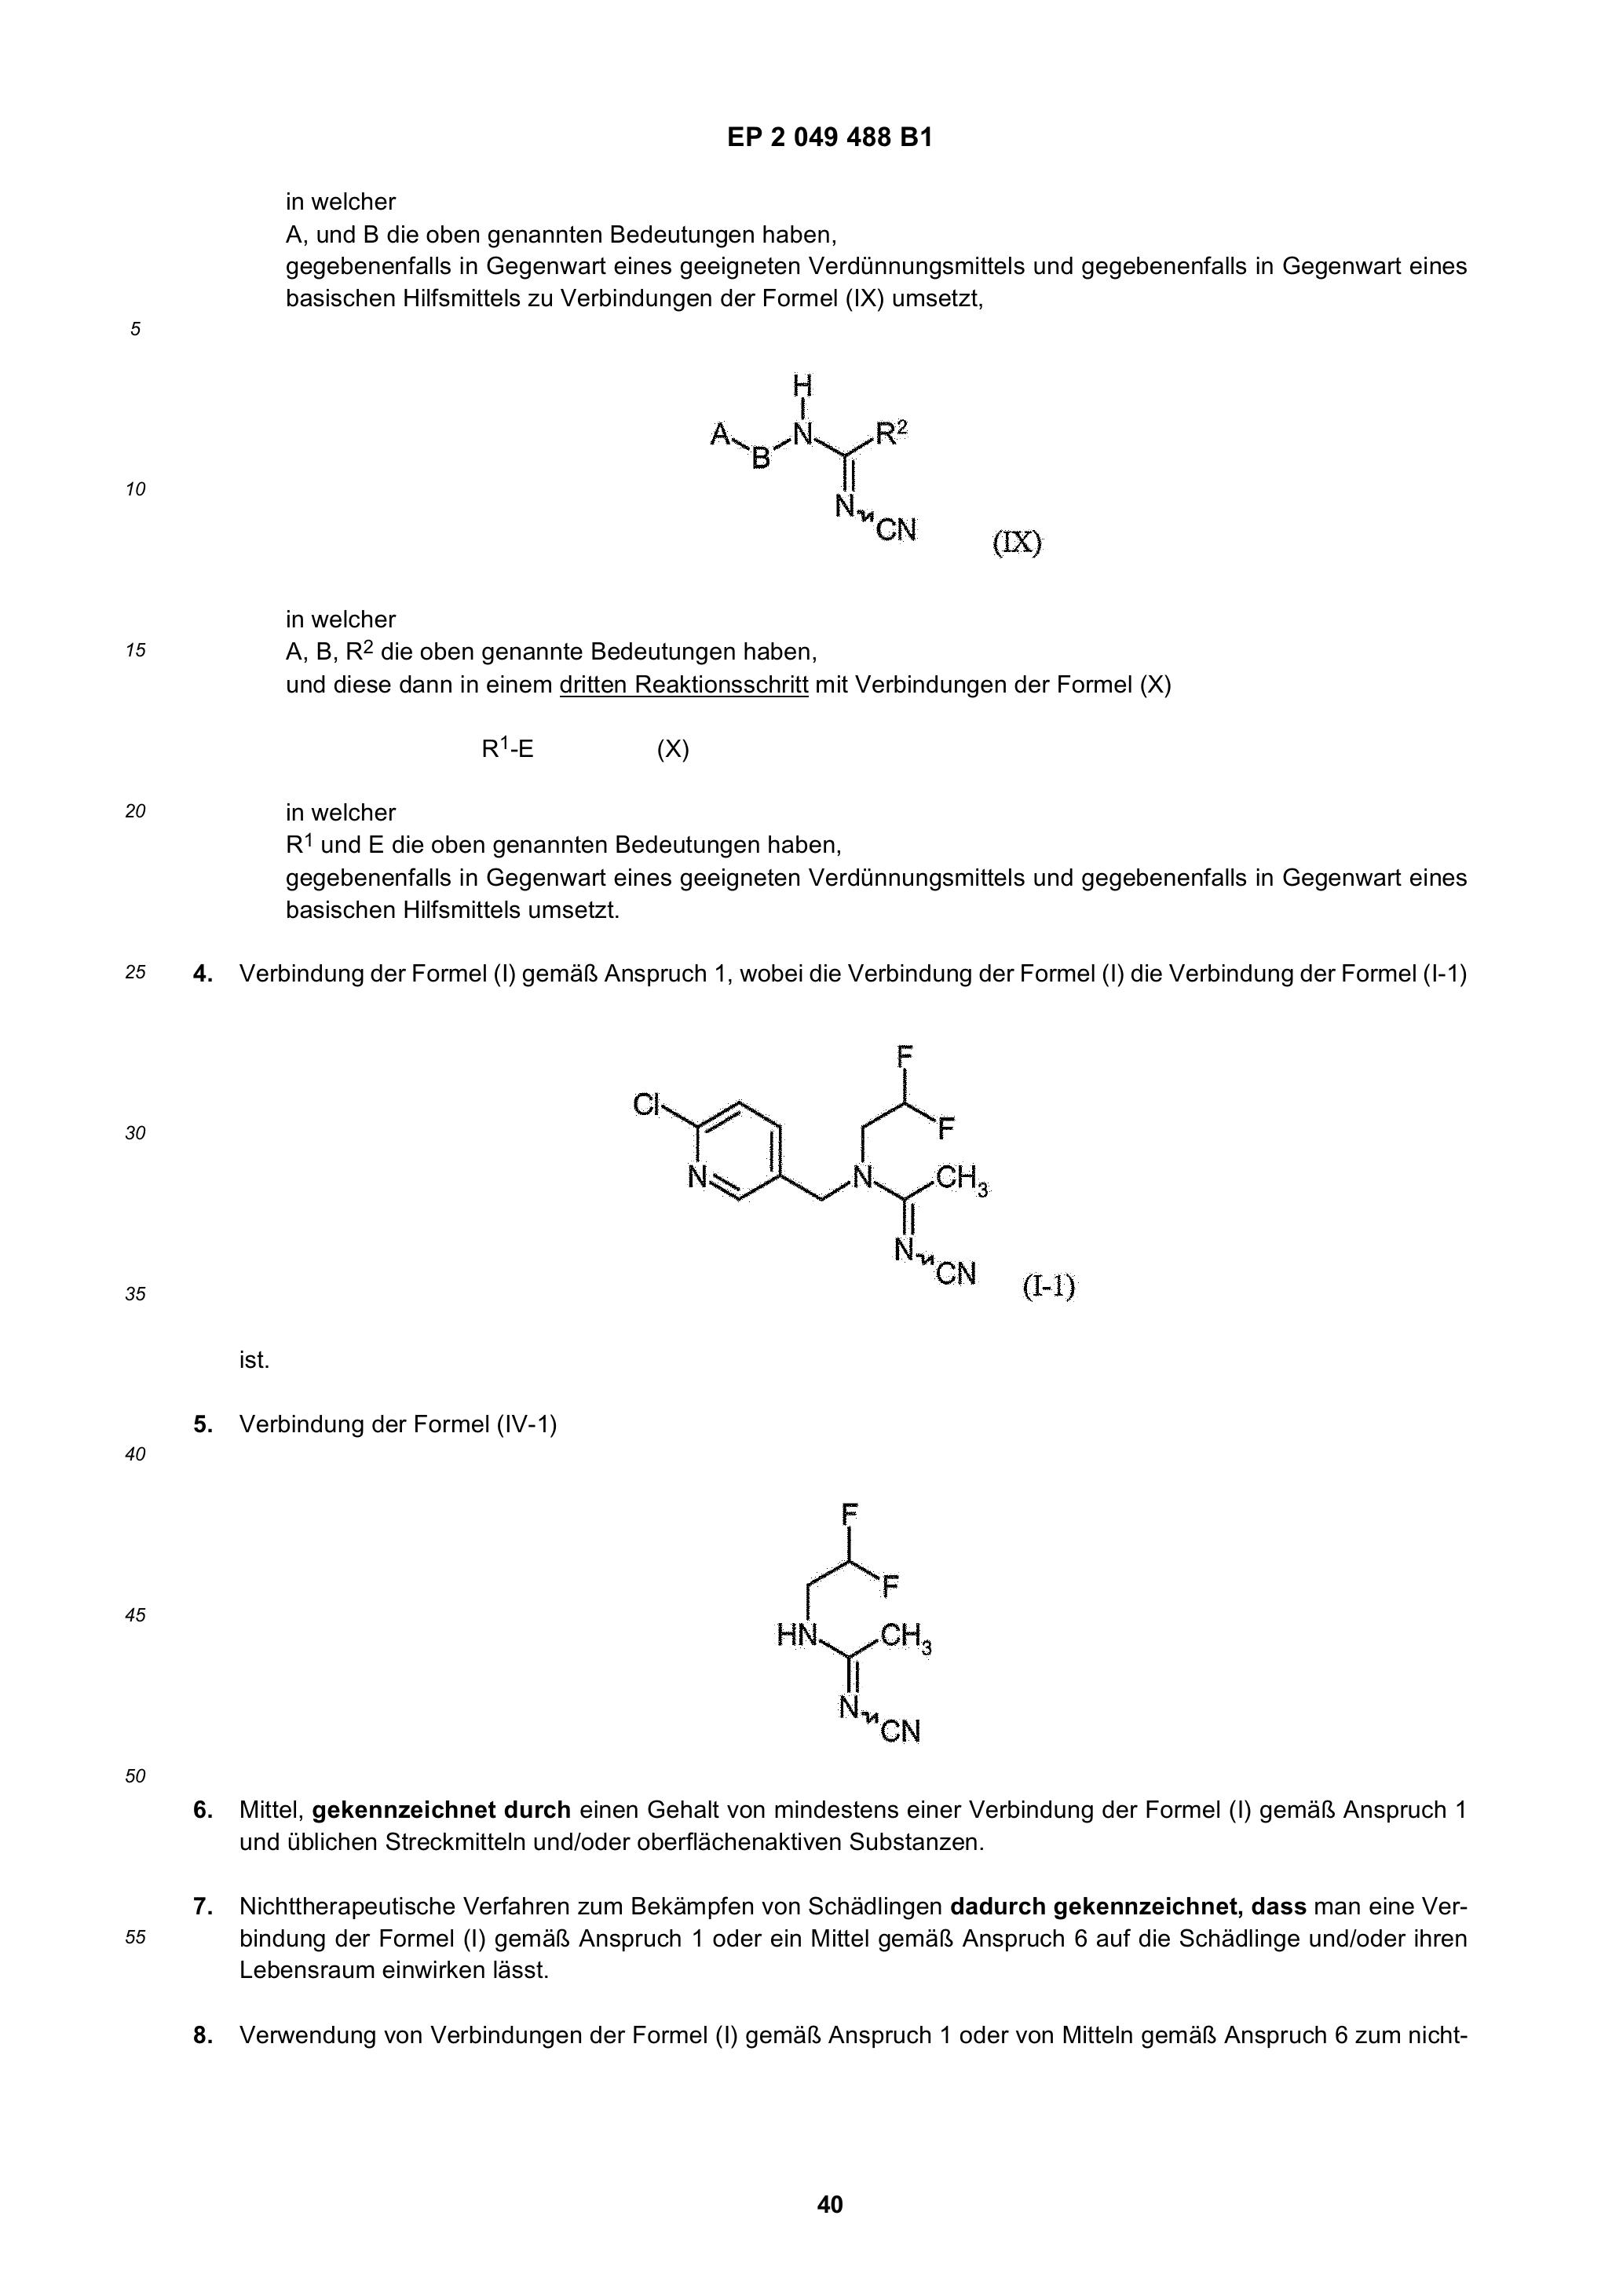 EP 2 049 488 B1
in welcher
A, und B die oben genannten Bedeutungen haben,
gegebenenfalls in Gegenwart eines geeigneten Verdünnungsmittels und gegebenenfalls in Gegenwart eines
basischen Hilfsmittels zu Verbindungen der Formel (IX) umsetzt,
5
H
A B N R²
10
N CN
(IX)
in welcher
15 A, B, R² die oben genannte Bedeutungen haben,
und diese dann in einem dritten Reaktionsschritt mit Verbindungen der Formel (X)
R¹-E (X)
20 in welcher
R¹ und E die oben genannten Bedeutungen haben,
gegebenenfalls in Gegenwart eines geeigneten Verdünnungsmittels und gegebenenfalls in Gegenwart eines
basischen Hilfsmittels umsetzt.
25 4. Verbindung der Formel (I) gemäß Anspruch 1, wobei die Verbindung der Formel (I) die Verbindung der Formel (I-1)
F
Cl
30 F
N N CH₃
N CN
35 (I-1)
ist.
5. Verbindung der Formel (IV-1)
40
F
F
45
HN CH₃
N CN
50
6. Mittel, gekennzeichnet durch einen Gehalt von mindestens einer Verbindung der Formel (I) gemäß Anspruch 1
und üblichen Streckmitteln und/oder oberflächenaktiven Substanzen.
7. Nichttherapeutische Verfahren zum Bekämpfen von Schädlingen dadurch gekennzeichnet, dass man eine Ver-
55 bindung der Formel (I) gemäß Anspruch 1 oder ein Mittel gemäß Anspruch 6 auf die Schädlinge und/oder ihren
Lebensraum einwirken lässt.
8. Verwendung von Verbindungen der Formel (I) gemäß Anspruch 1 oder von Mitteln gemäß Anspruch 6 zum nicht-
40